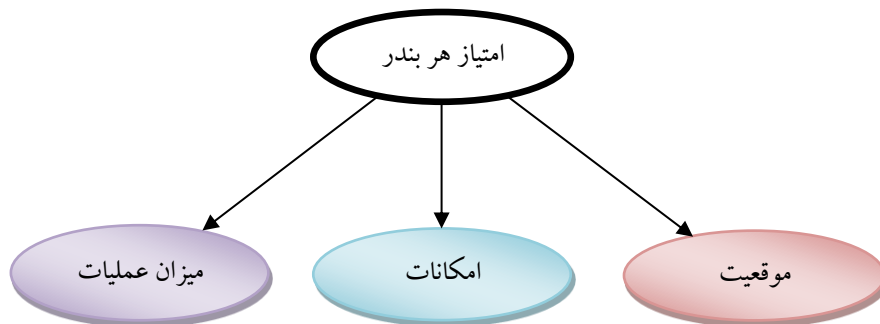 امتیاز هر بندر
موقعیت
امکانات
میزان عملیات